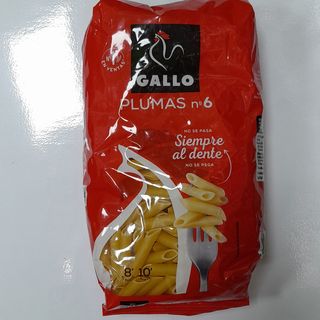 GALLO
PLUMAS nº6
NO SE PASA
Siempre
al dente
NO SE PEGA
8' 10'